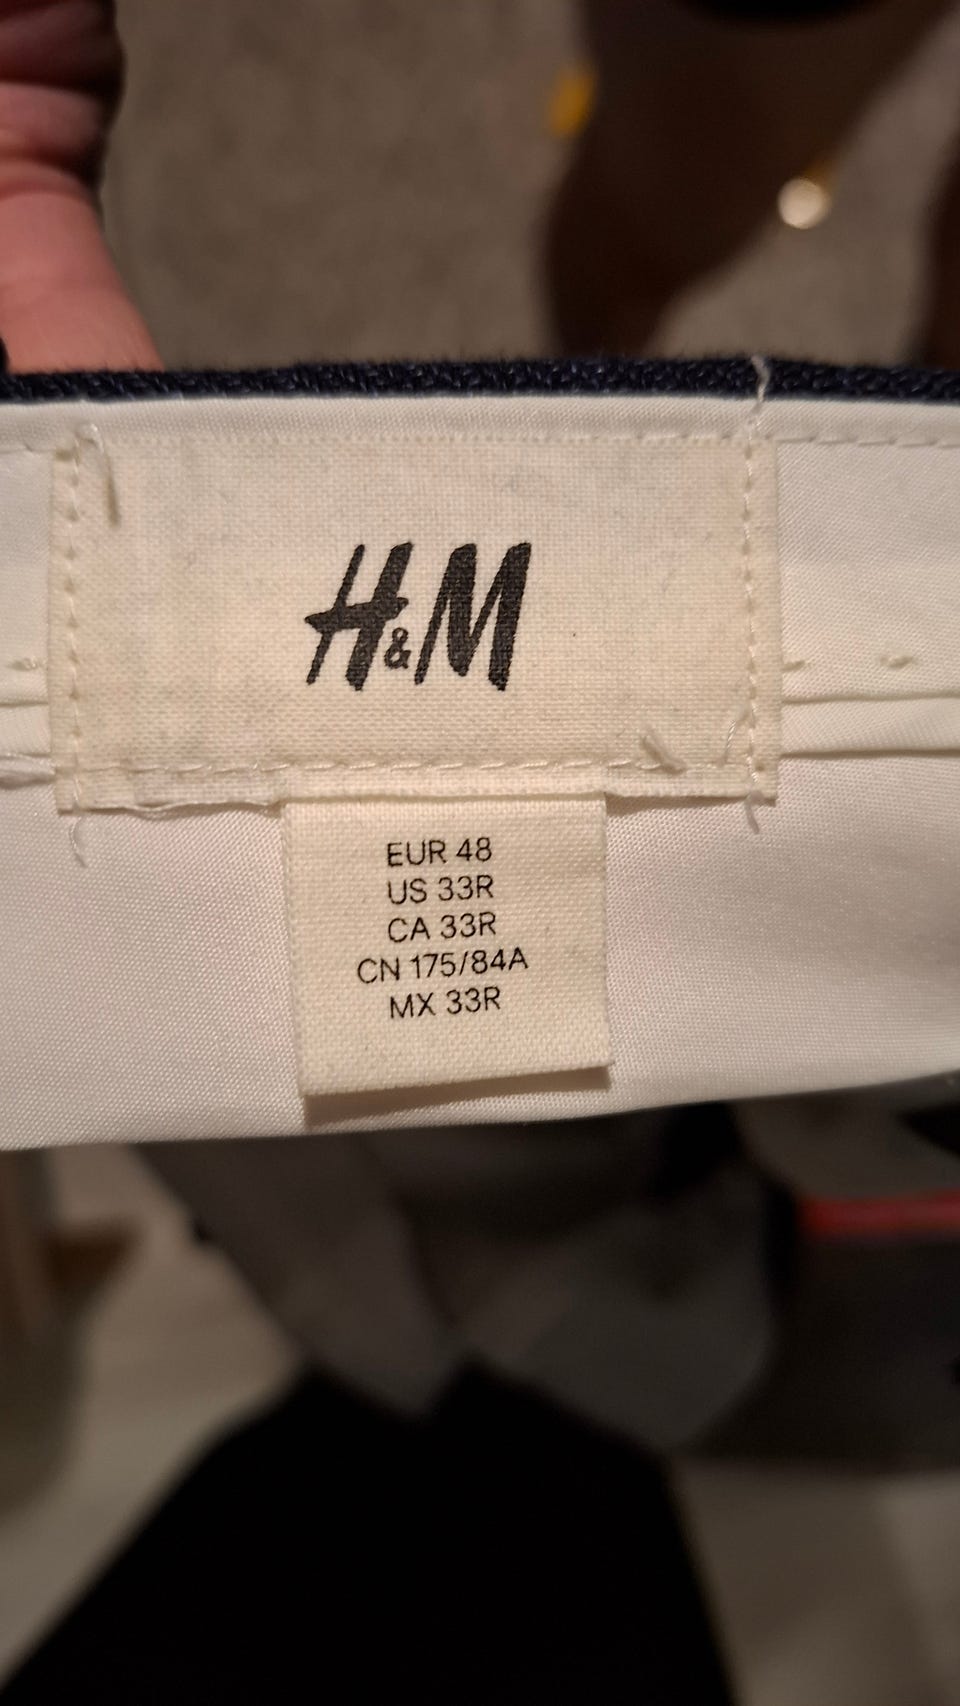 H&M
EUR 48
US 33R
CA 33R
CN 175/84A
MX 33R